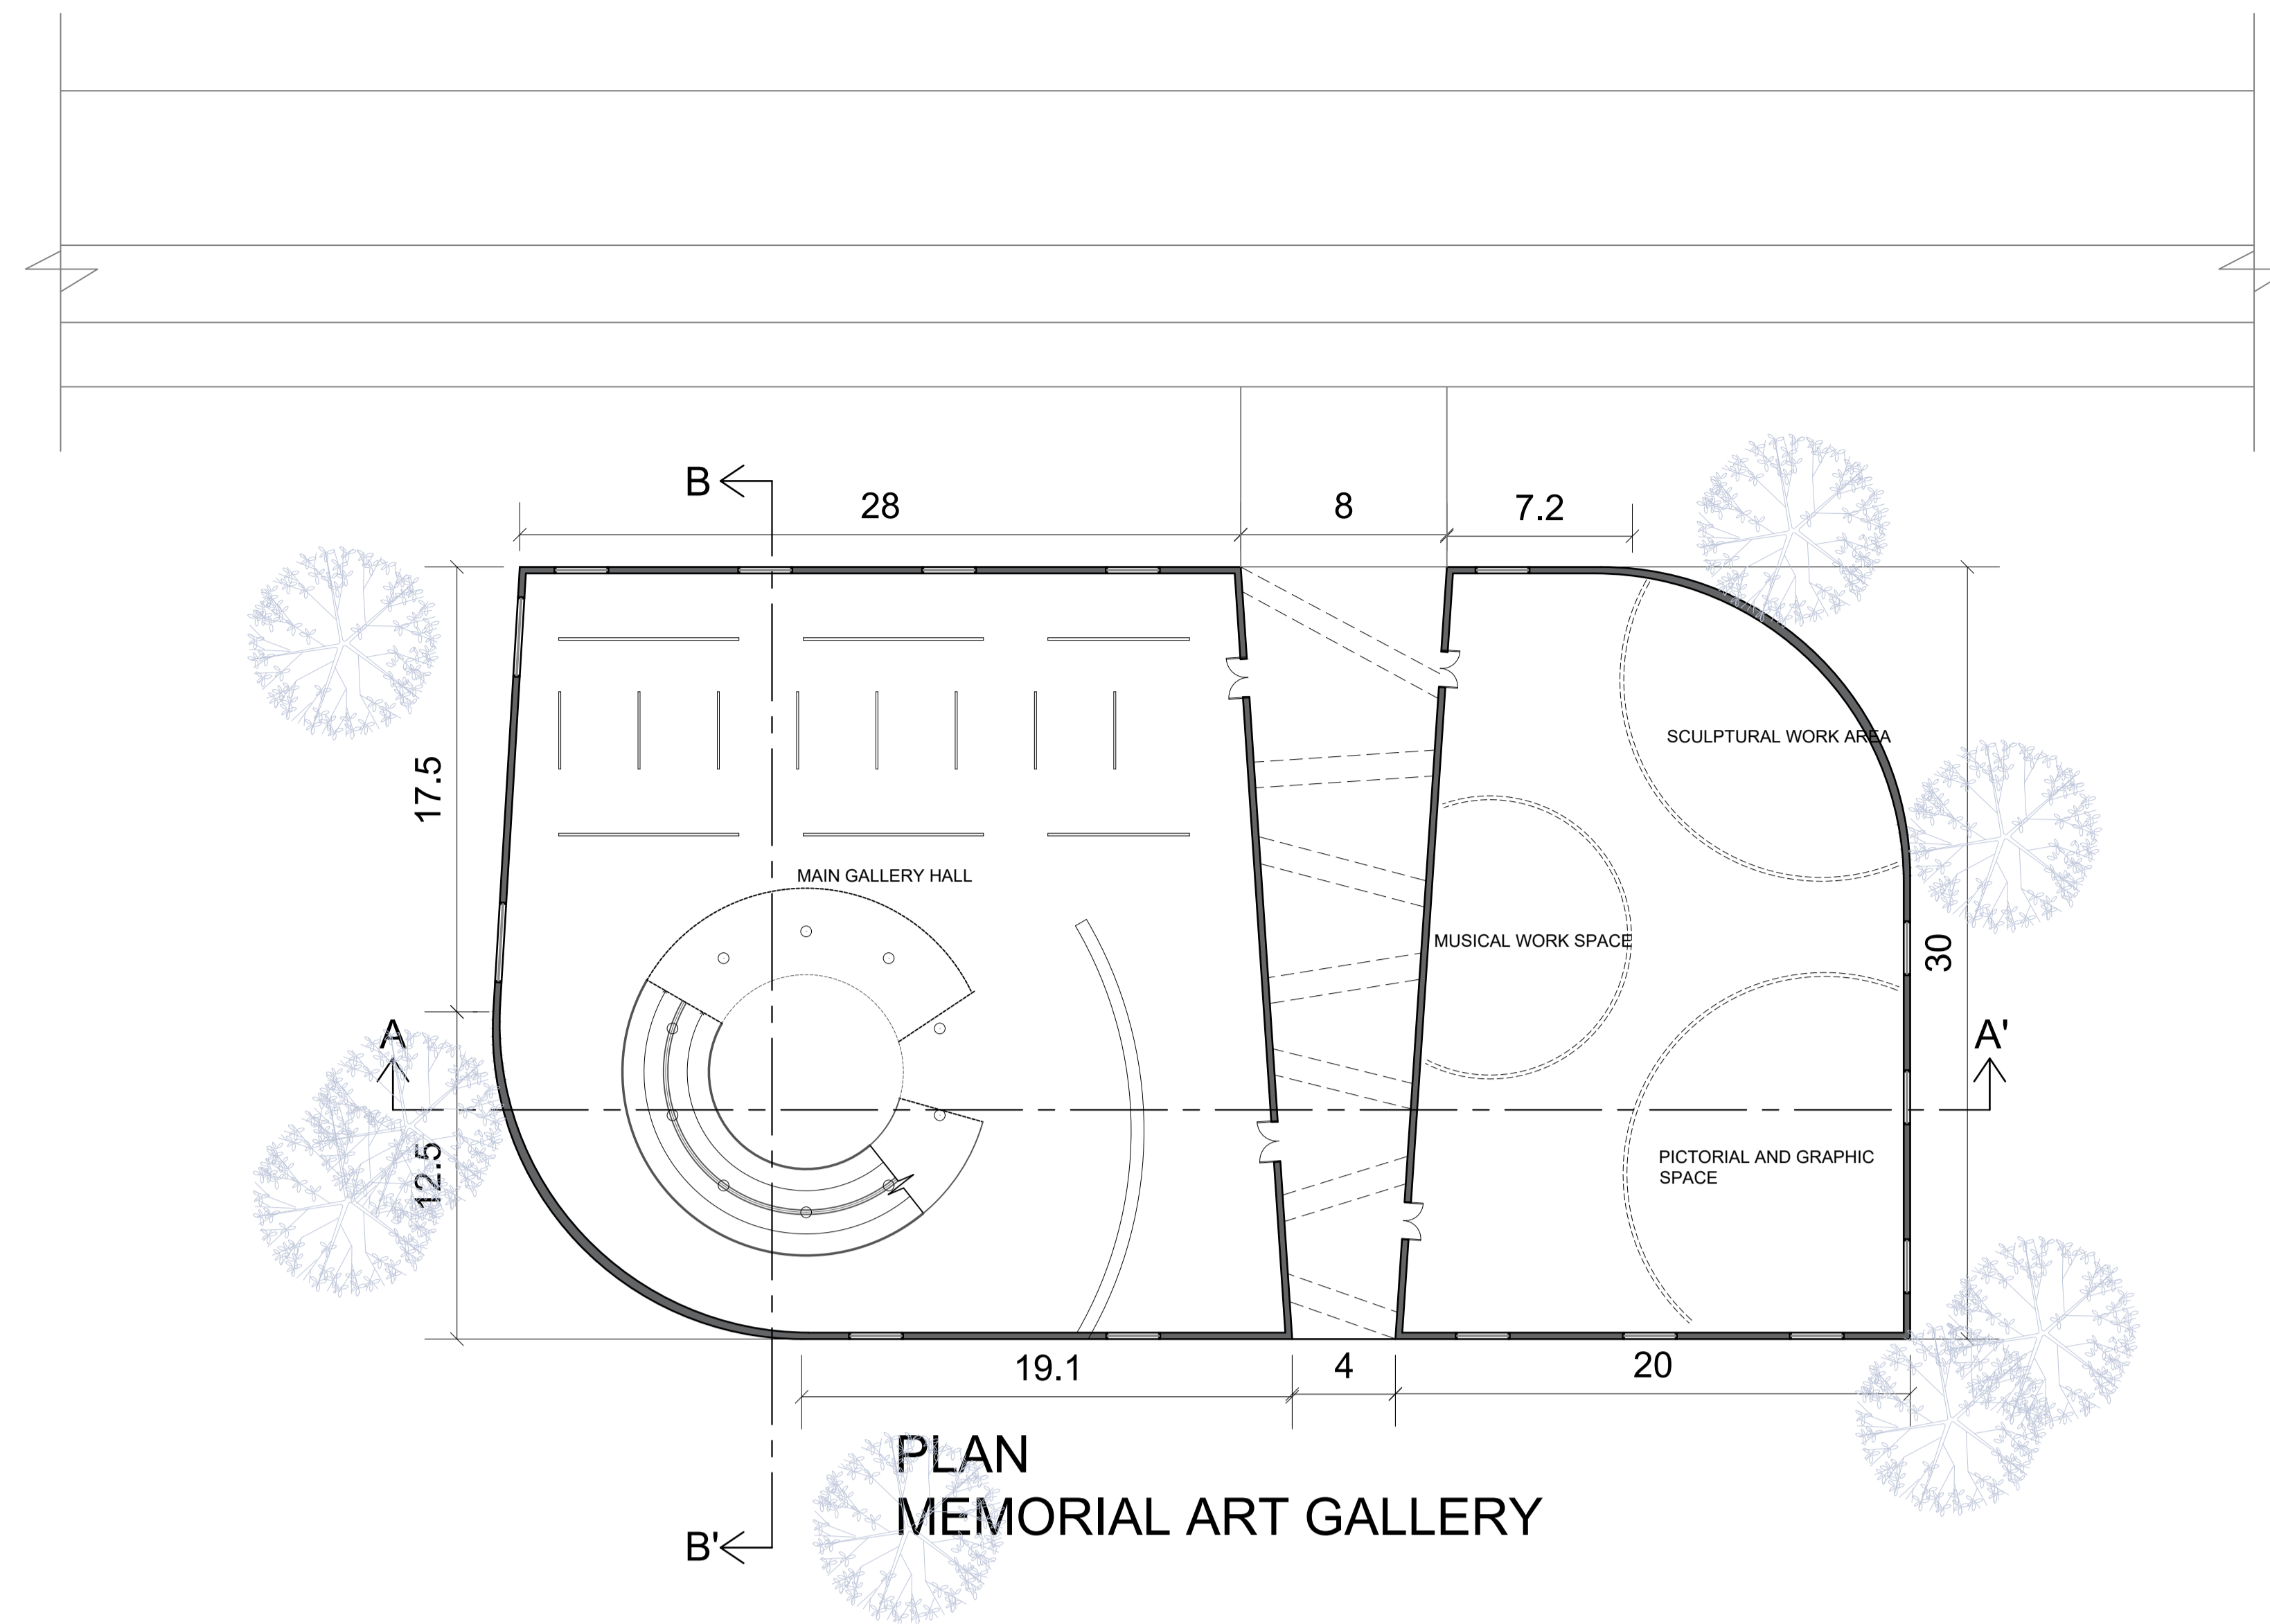 B
28
8
7.2
17.5
SCULPTURAL WORK AREA
MAIN GALLERY HALL
MUSICAL WORK SPACE
30
A
A'
12.5
PICTORIAL AND GRAPHIC
SPACE
19.1
4
20
PLAN
MEMORIAL ART GALLERY
B'